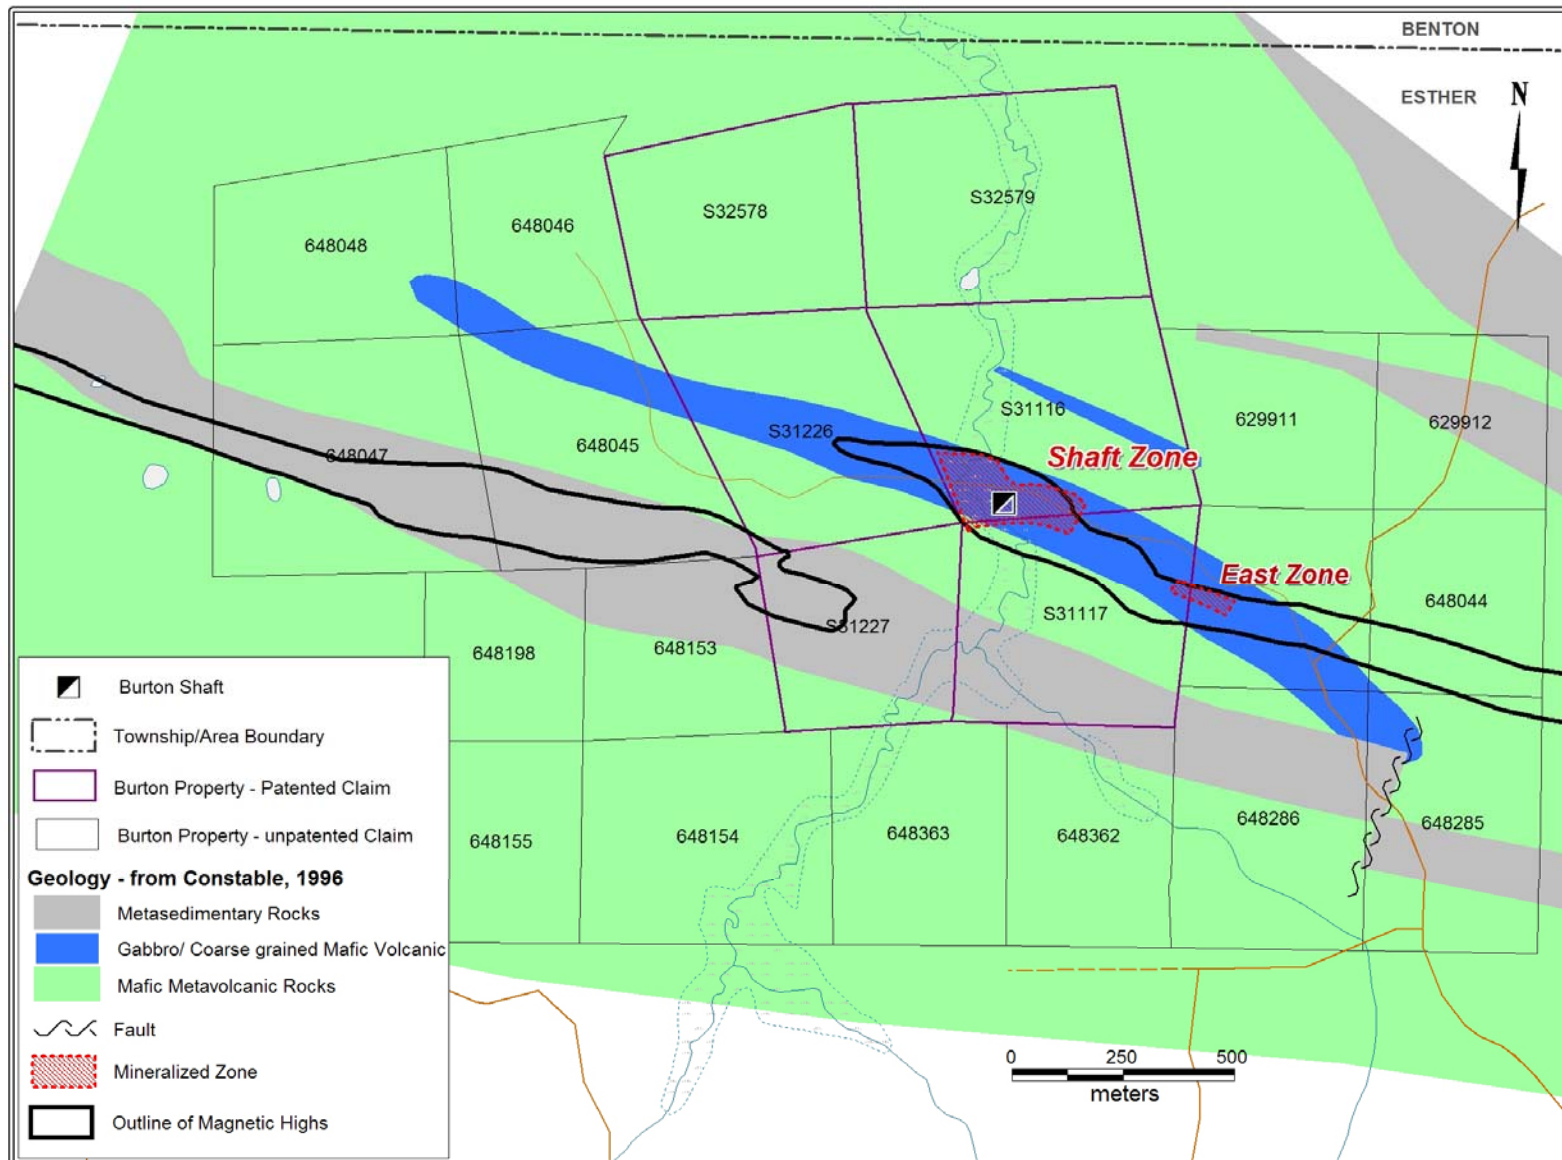 BENTON
ESTHER
N
S32578
S32579
648048
648046
S31116
629911
629912
S31226
648045
648047
Shaft Zone
East Zone
648044
S31117
S31227
648153
648198
648155
648154
648363
648362
648286
648285
Burton Shaft
Township/Area Boundary
Burton Property - Patented Claim
Burton Property - unpatented Claim
Geology - from Constable, 1996
Metasedimentary Rocks
Gabbro/ Coarse grained Mafic Volcanic
Mafic Metavolcanic Rocks
Fault
Mineralized Zone
Outline of Magnetic Highs
0 250 500
meters